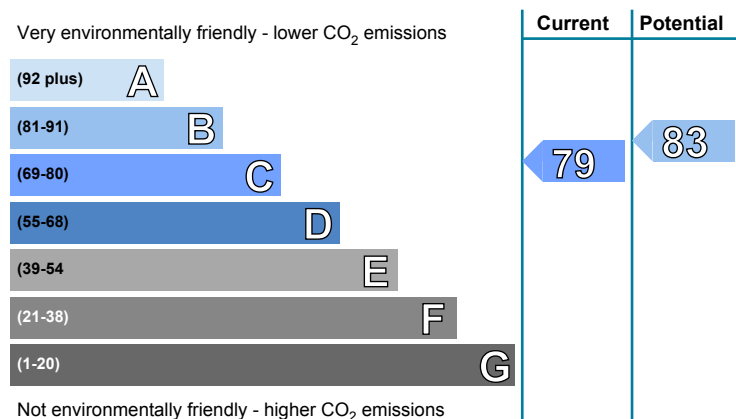 Current Potential
Very environmentally friendly - lower CO₂ emissions
(92 plus) A
(81-91) B
83
(69-80) C
79
(55-68) D
(39-54 E
(21-38) F
(1-20) G
Not environmentally friendly - higher CO₂ emissions